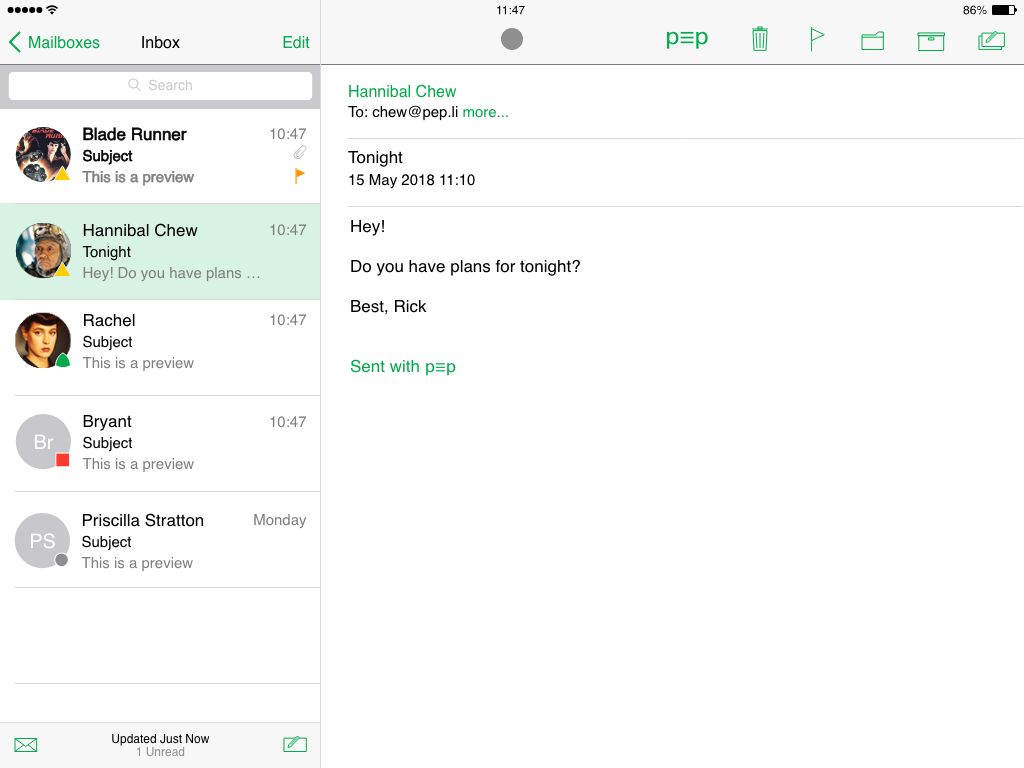 11:47
86%
Mailboxes
Inbox
Edit
Search
Blade Runner
10:47
Subject
This is a preview
Hannibal Chew
10:47
Tonight
Hey! Do you have plans …
Rachel
10:47
Subject
This is a preview
Br
Bryant
10:47
Subject
This is a preview
PS
Priscilla Stratton
Monday
Subject
This is a preview
Updated Just Now
1 Unread
p≡p
Hannibal Chew
To: chew@pep.li more...
Tonight
15 May 2018 11:10
Hey!
Do you have plans for tonight?
Best, Rick
Sent with p≡p